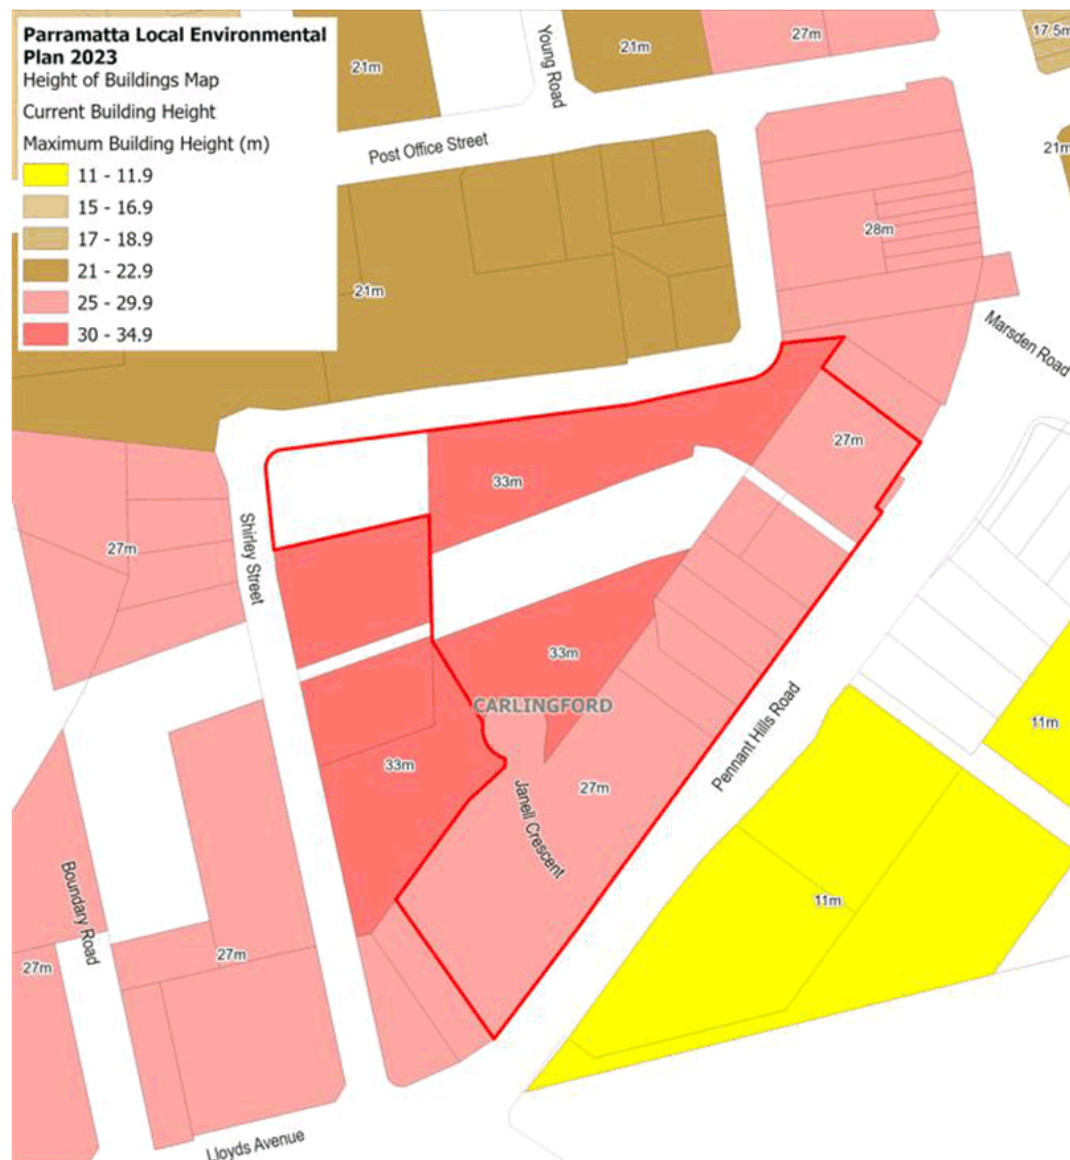 Parramatta Local Environmental
Plan 2023
Height of Buildings Map
Current Building Height
Maximum Building Height (m)
11 - 11.9
15 - 16.9
17 - 18.9
21 - 22.9
25 - 29.9
30 - 34.9
21m
Young Road
21m
27m
17.5m
Post Office Street
21m
28m
21m
Marsden Road
27m
33m
Shirley Street
27m
33m
CARLINGFORD
Pennant Hills Road
11m
33m
27m
Janell Crescent
Boundary Road
11m
27m
27m
Lloyds Avenue